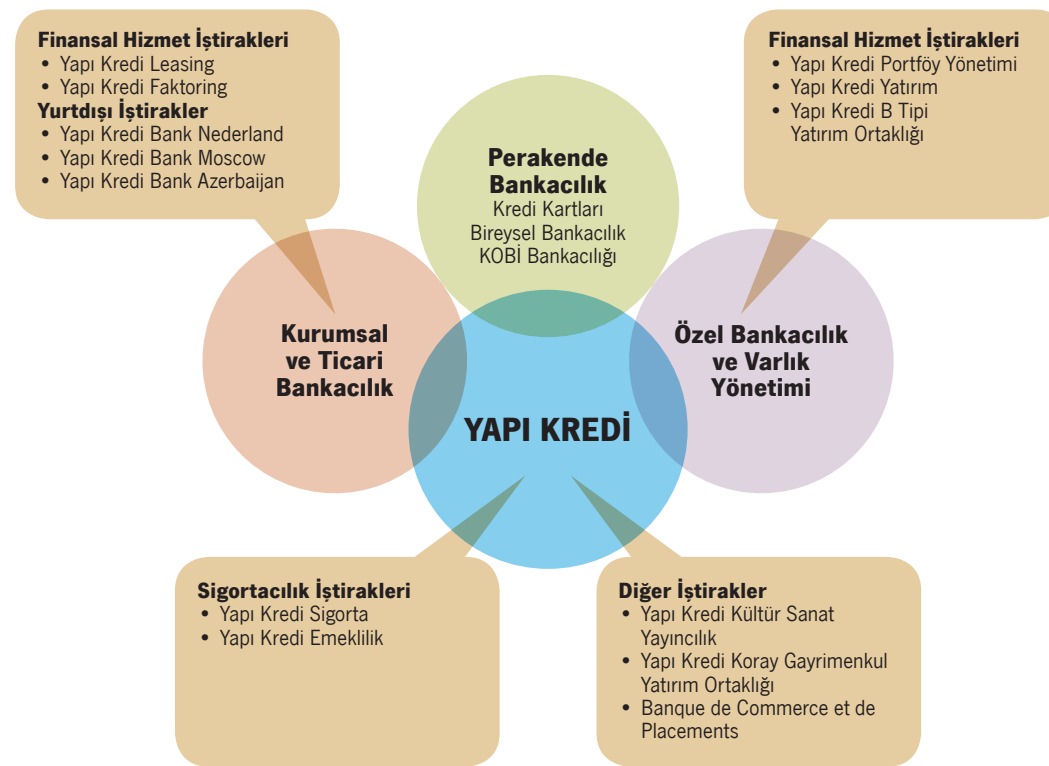 Finansal Hizmet İştirakleri
• Yapı Kredi Leasing
• Yapı Kredi Faktoring
Yurtdışı İştirakler
• Yapı Kredi Bank Nederland
• Yapı Kredi Bank Moscow
• Yapı Kredi Bank Azerbaijan
Perakende
Bankacılık
Kredi Kartları
Bireysel Bankacılık
KOBİ Bankacılığı
Finansal Hizmet İştirakleri
• Yapı Kredi Portföy Yönetimi
• Yapı Kredi Yatırım
• Yapı Kredi B Tipi
Yatırım Ortaklığı
Kurumsal
ve Ticari
Bankacılık
Özel Bankacılık
ve Varlık
Yönetimi
YAPI KREDİ
Sigortacılık İştirakleri
• Yapı Kredi Sigorta
• Yapı Kredi Emeklilik
Diğer İştirakler
• Yapı Kredi Kültür Sanat
Yayıncılık
• Yapı Kredi Koray Gayrimenkul
Yatırım Ortaklığı
• Banque de Commerce et de
Placements